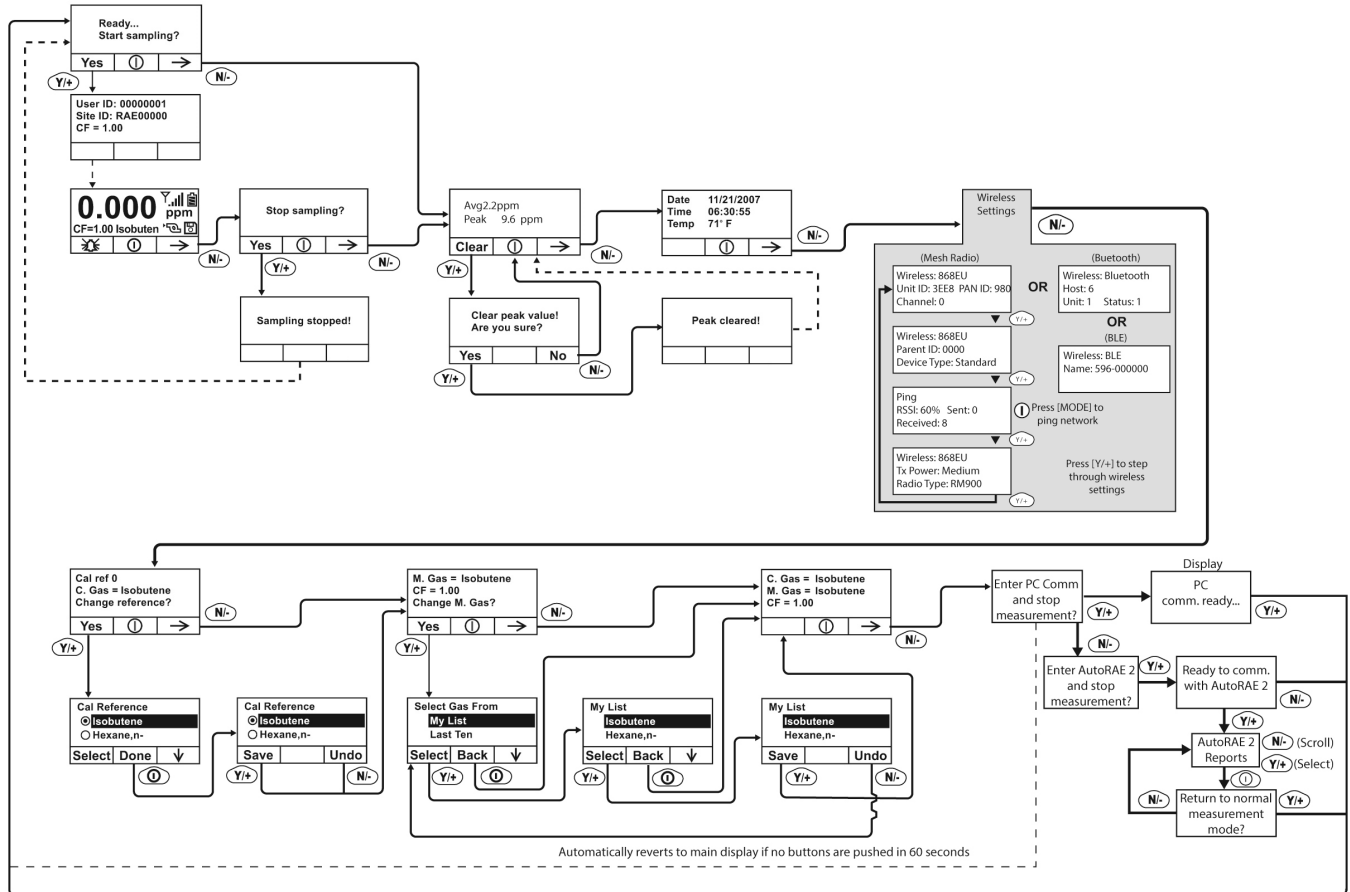 Ready...
Start sampling?
Yes
Y/+
N/-
User ID: 00000001
Site ID: RAE00000
CF = 1.00
0.000
ppm
CF=1.00 Isobuten
N/-
Stop sampling?
Yes
Y/+
N/-
Sampling stopped!
Avg2.2ppm
Peak 9.6 ppm
Clear
Y/+
N/-
Clear peak value!
Are you sure?
Yes No
Y/+
N/-
Peak cleared!
Date 11/21/2007
Time 06:30:55
Temp 71° F
N/-
Wireless
Settings
N/-
(Mesh Radio)
Wireless: 868EU
Unit ID: 3EE8 PAN ID: 980
Channel: 0
Y/+
Wireless: 868EU
Parent ID: 0000
Device Type: Standard
Y/+
Ping
RSSI: 60% Sent: 0
Received: 8
Y/+
Wireless: 868EU
Tx Power: Medium
Radio Type: RM900
Y/+
OR
(Buetooth)
Wireless: Bluetooth
Host: 6
Unit: 1 Status: 1
OR
(BLE)
Wireless: BLE
Name: 596-000000
Press [MODE] to
ping network
Press [Y/+] to step
through wireless
settings
Cal ref 0
C. Gas = Isobutene
Change reference?
Yes
Y/+
N/-
Cal Reference
Isobutene
Hexane,n-
Select Done
Cal Reference
Isobutene
Hexane,n-
Save Undo
Y/+
N/-
M. Gas = Isobutene
CF = 1.00
Change M. Gas?
Yes
Y/+
N/-
Select Gas From
My List
Last Ten
Select Back
Y/+
My List
Isobutene
Hexane,n-
Select Back
Y/+
My List
Isobutene
Hexane,n-
Save Undo
Y/+
N/-
C. Gas = Isobutene
M. Gas = Isobutene
CF = 1.00
N/-
Enter PC Comm
and stop
measurement?
Y/+
N/-
Display
PC
comm. ready...
Y/+
Enter AutoRAE 2
and stop
measurement?
Y/+
Ready to comm.
with AutoRAE 2
N/-
Y/+
AutoRAE 2
Reports
N/- (Scroll)
Y/+ (Select)
Return to normal
measurement
mode?
N/-
Y/+
Automatically reverts to main display if no buttons are pushed in 60 seconds